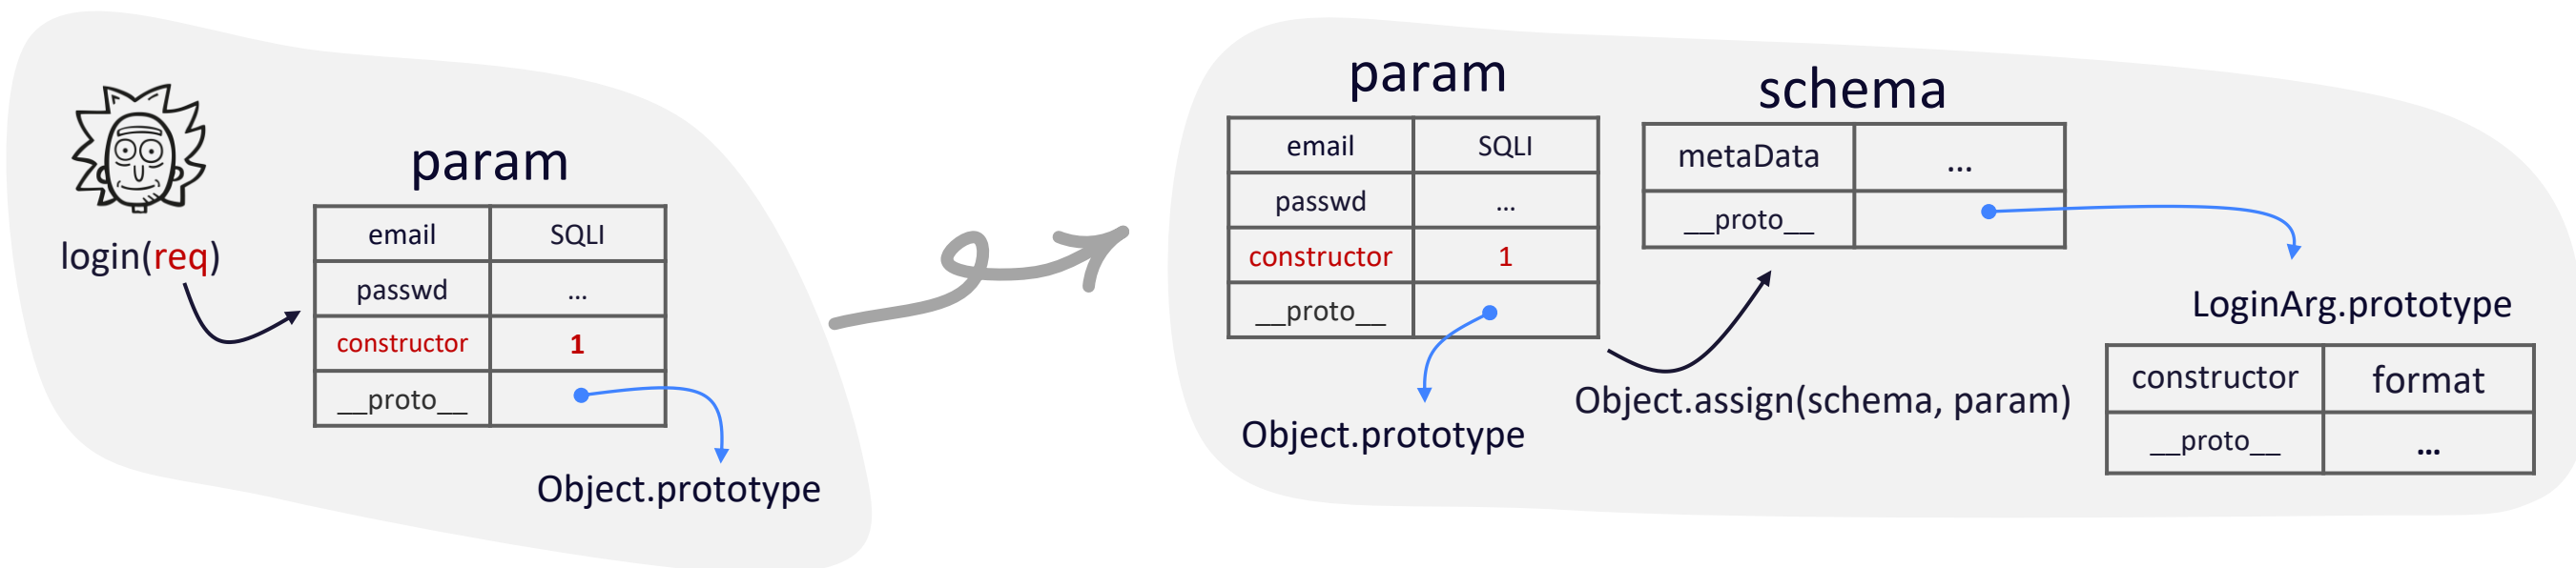 login(req)
param
email SQLI
passwd ...
constructor 1
__proto__
Object.prototype
param
email SQLI
passwd ...
constructor 1
__proto__
Object.prototype
schema
metaData ...
__proto__
Object.assign(schema, param)
LoginArg.prototype
constructor format
__proto__ ...